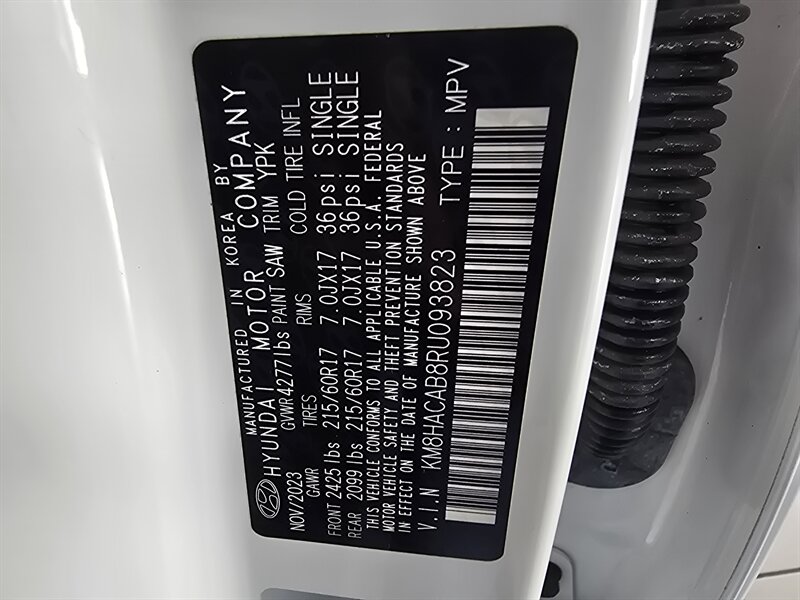 MANUFACTURED IN KOREA BY
HYUNDAI MOTOR COMPANY
NOV/2023 GVWR 4277lbs PAINT SAW TRIM YPK
GAWR TIRES RIMS COLD TIRE INFL
FRONT 2425 lbs 215/60R17 7.0JX17 36psi SINGLE
REAR 2099 lbs 215/60R17 7.0JX17 36psi SINGLE
THIS VEHICLE CONFORMS TO ALL APPLICABLE U.S.A. FEDERAL
MOTOR VEHICLE SAFETY AND THEFT PREVENTION STANDARDS
IN EFFECT ON THE DATE OF MANUFACTURE SHOWN ABOVE
V.I.N KM8HACAB8RU093823 TYPE : MPV